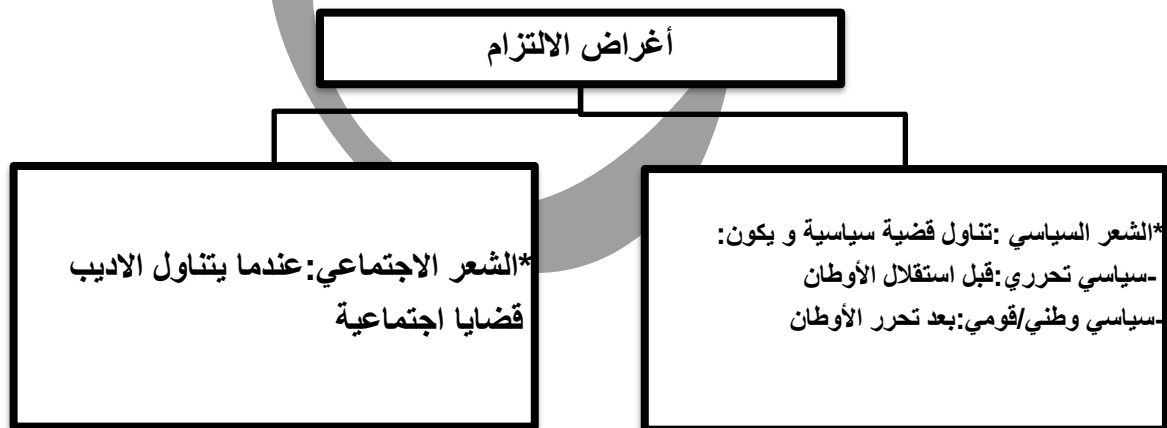 أغراض الالتزام
*الشعر السياسي :تناول قضية سياسية و يكون:
-سياسي تحرري:قبل استقلال الأوطان
-سياسي وطني/قومي:بعد تحرر الأوطان
*الشعر الاجتماعي:عندما يتناول الاديب
قضايا اجتماعية